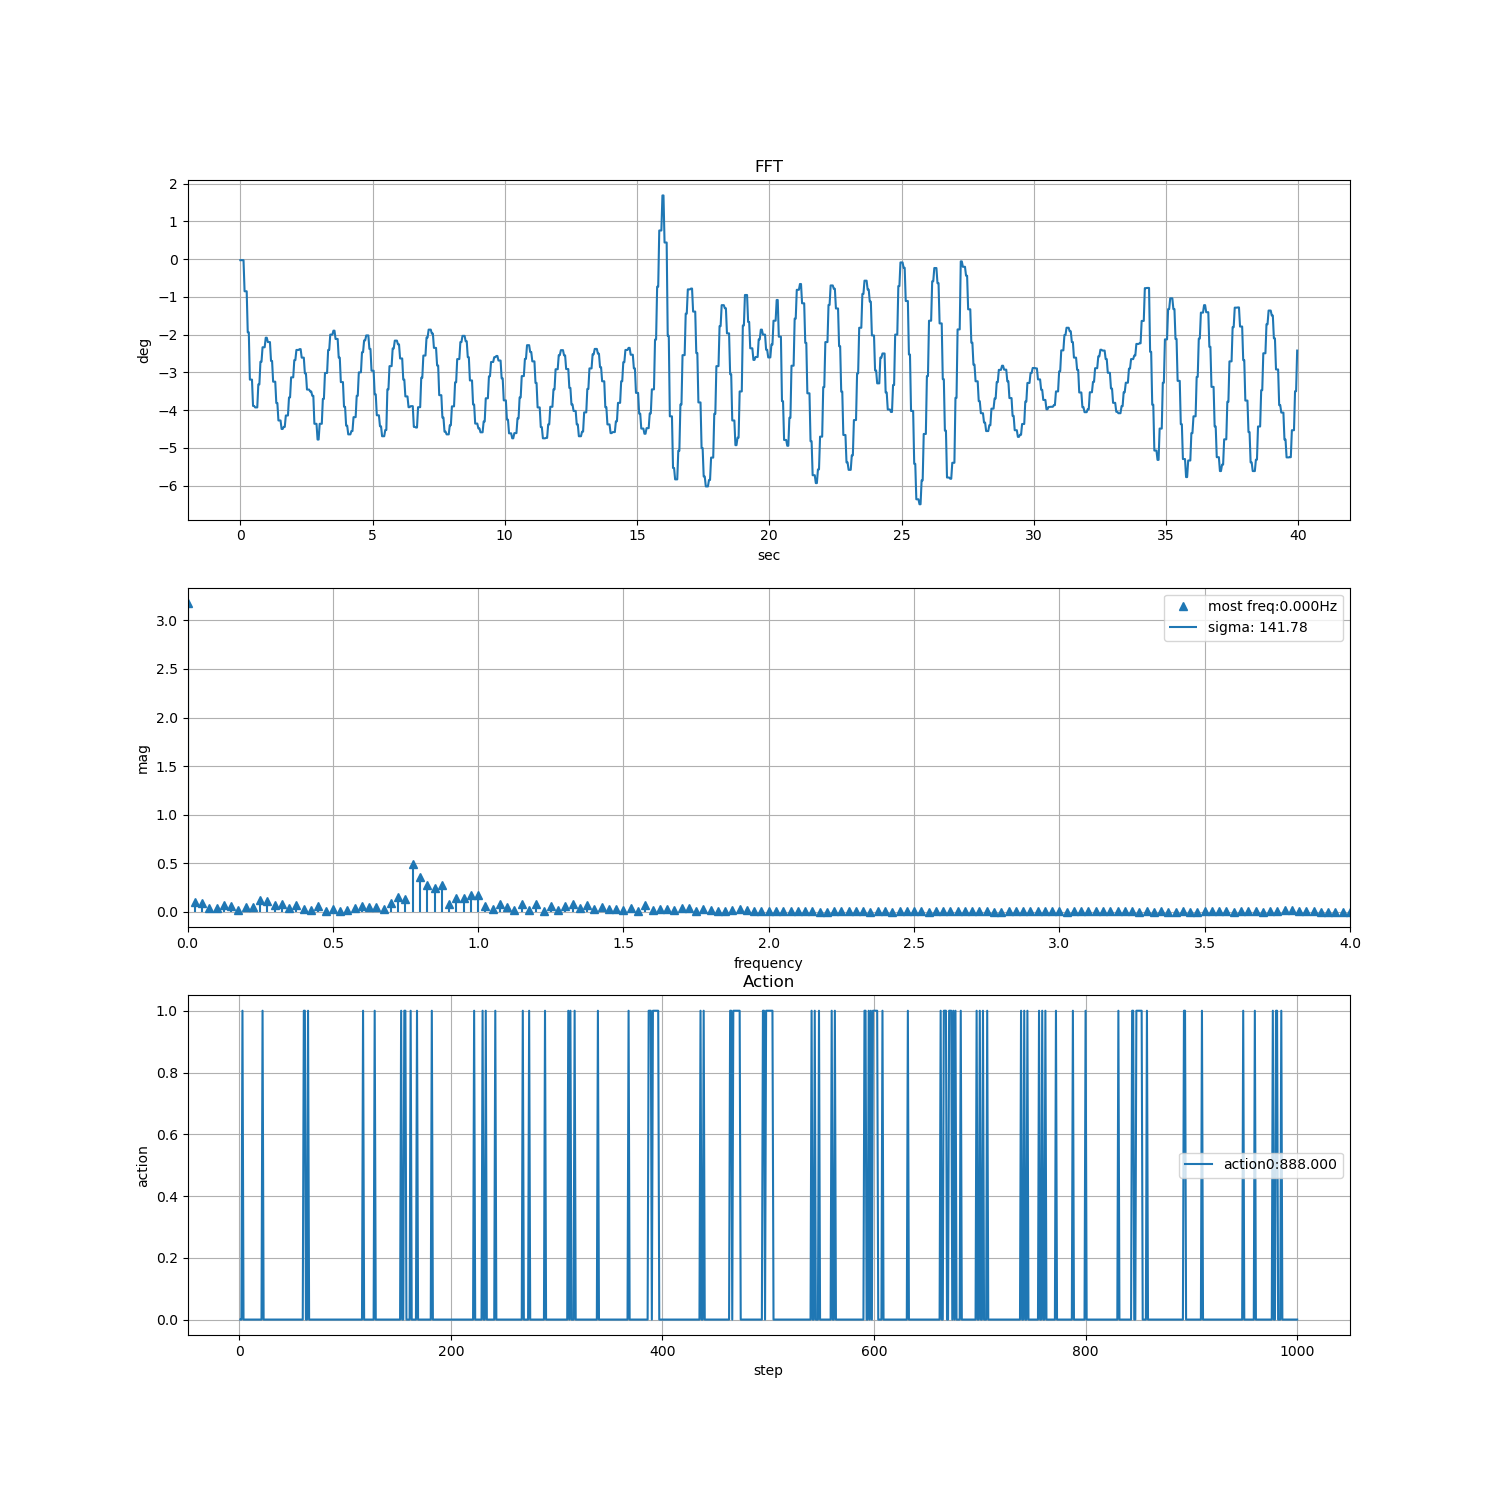 FFT
2
1
0
−1
−2
−3
−4
−5
−6
deg
0 5 10 15 20 25 30 35 40
sec
3.0
2.5
2.0
1.5
1.0
0.5
0.0
mag
most freq:0.000Hz
sigma: 141.78
0.0 0.5 1.0 1.5 2.0 2.5 3.0 3.5 4.0
frequency
Action
1.0
0.8
0.6
0.4
0.2
0.0
action
action0:888.000
0 200 400 600 800 1000
step